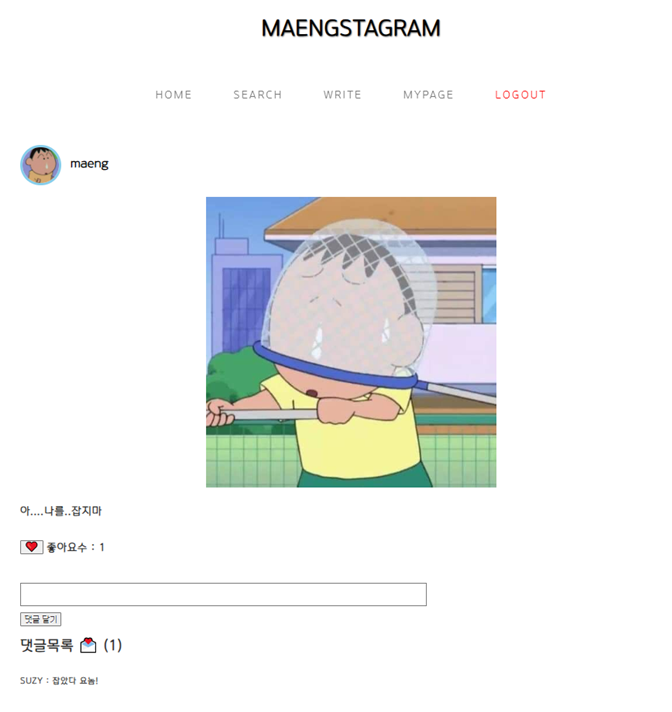 MAENGSTAGRAM
HOME SEARCH WRITE MYPAGE LOGOUT
maeng
아....나를..잡지마
좋아요수 : 1
댓글 달기
댓글목록 (1)
SUZY : 잡았다 요놈!